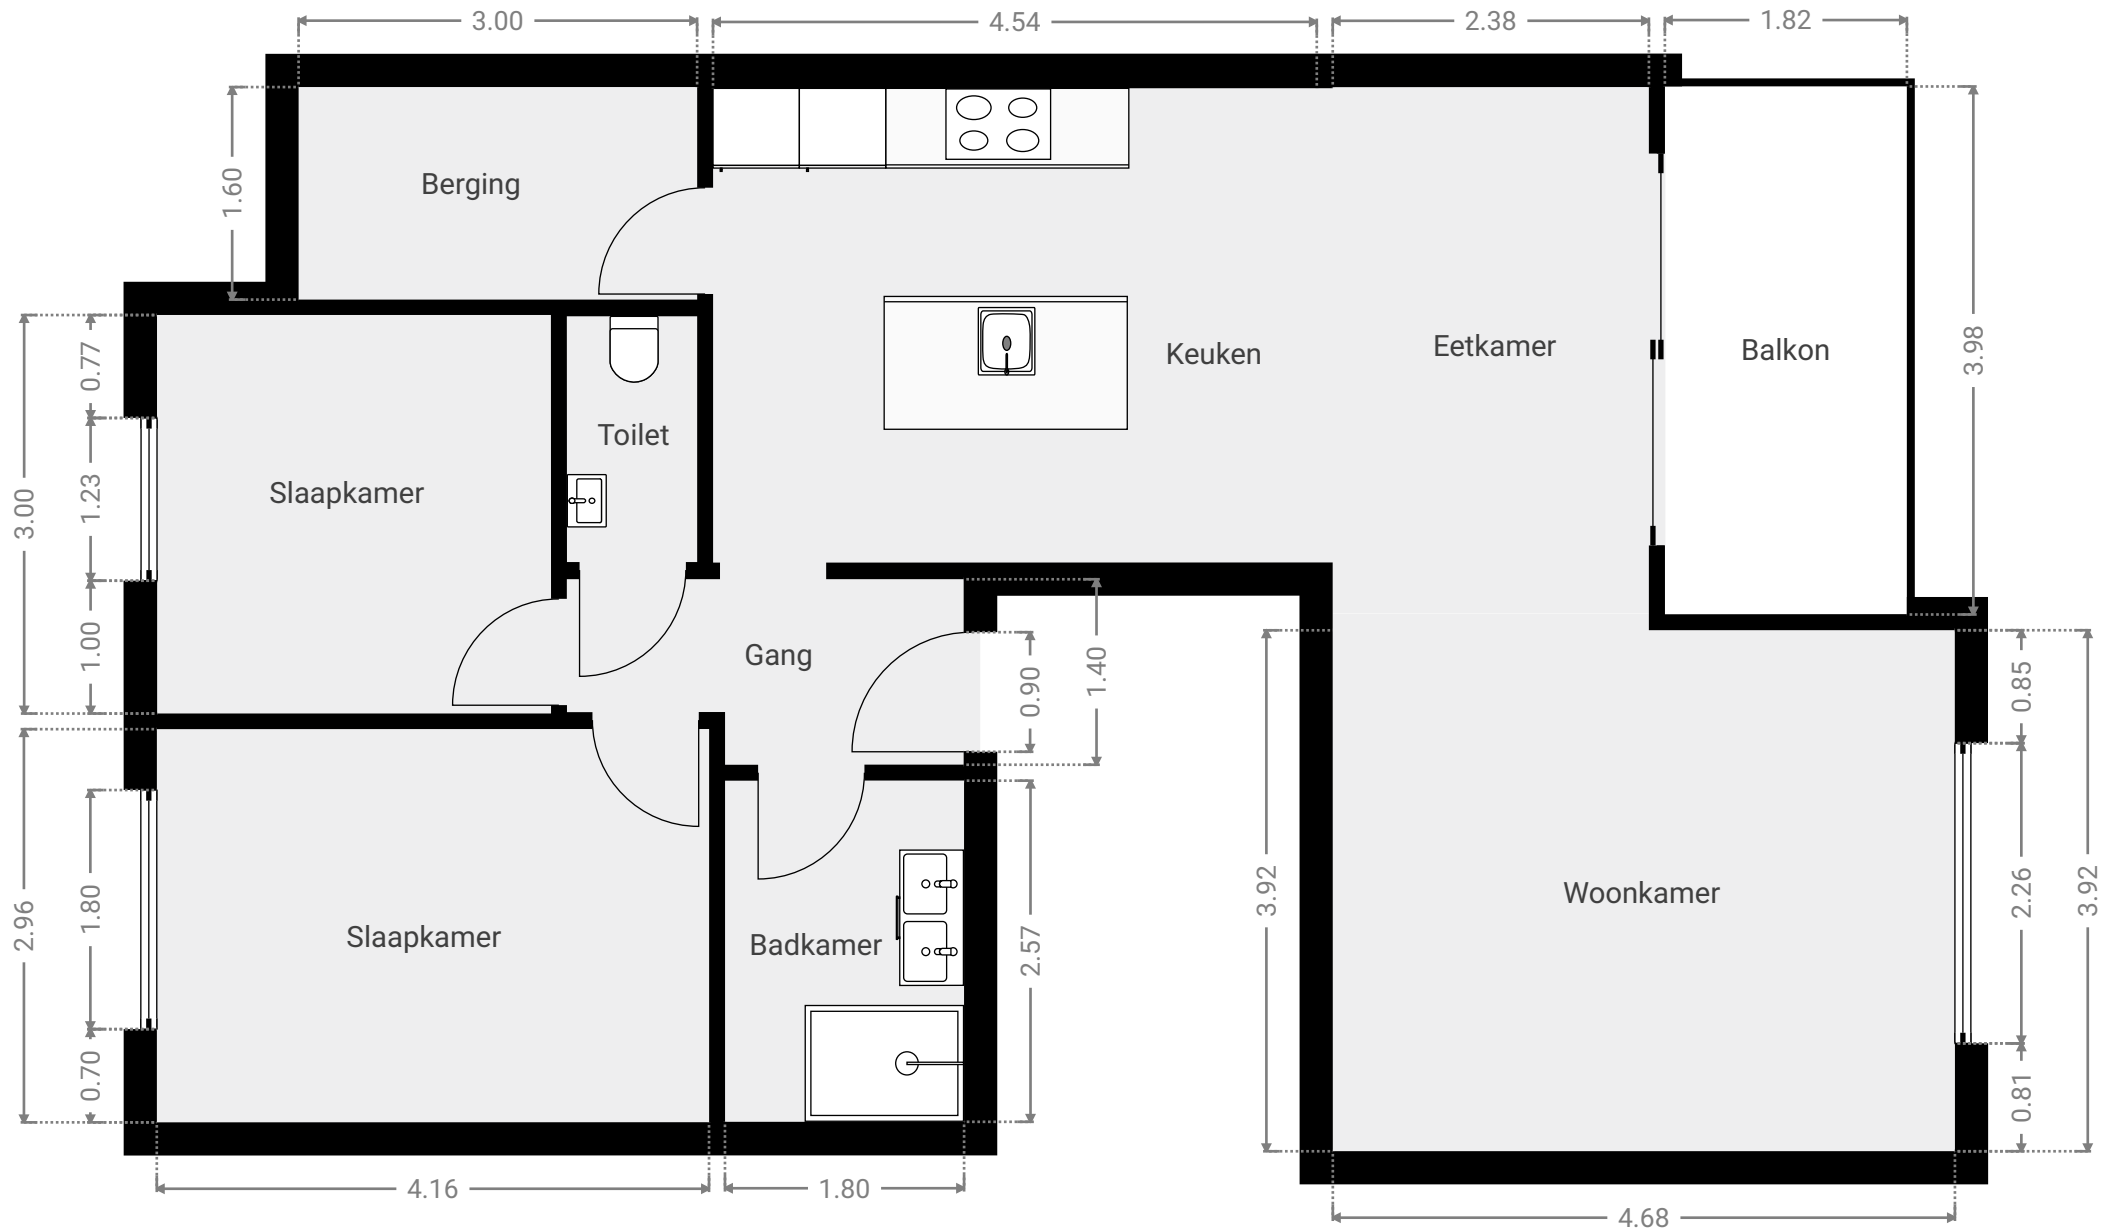 3.00
4.54
2.38
1.82
1.60
Berging
Keuken
Eetkamer
Balkon
3.98
3.00
0.77
1.23
1.00
Toilet
Slaapkamer
Gang
0.90
1.40
3.92
0.85
2.26
0.81
3.92
2.96
1.80
0.70
Slaapkamer
Badkamer
2.57
Woonkamer
4.16
1.80
4.68